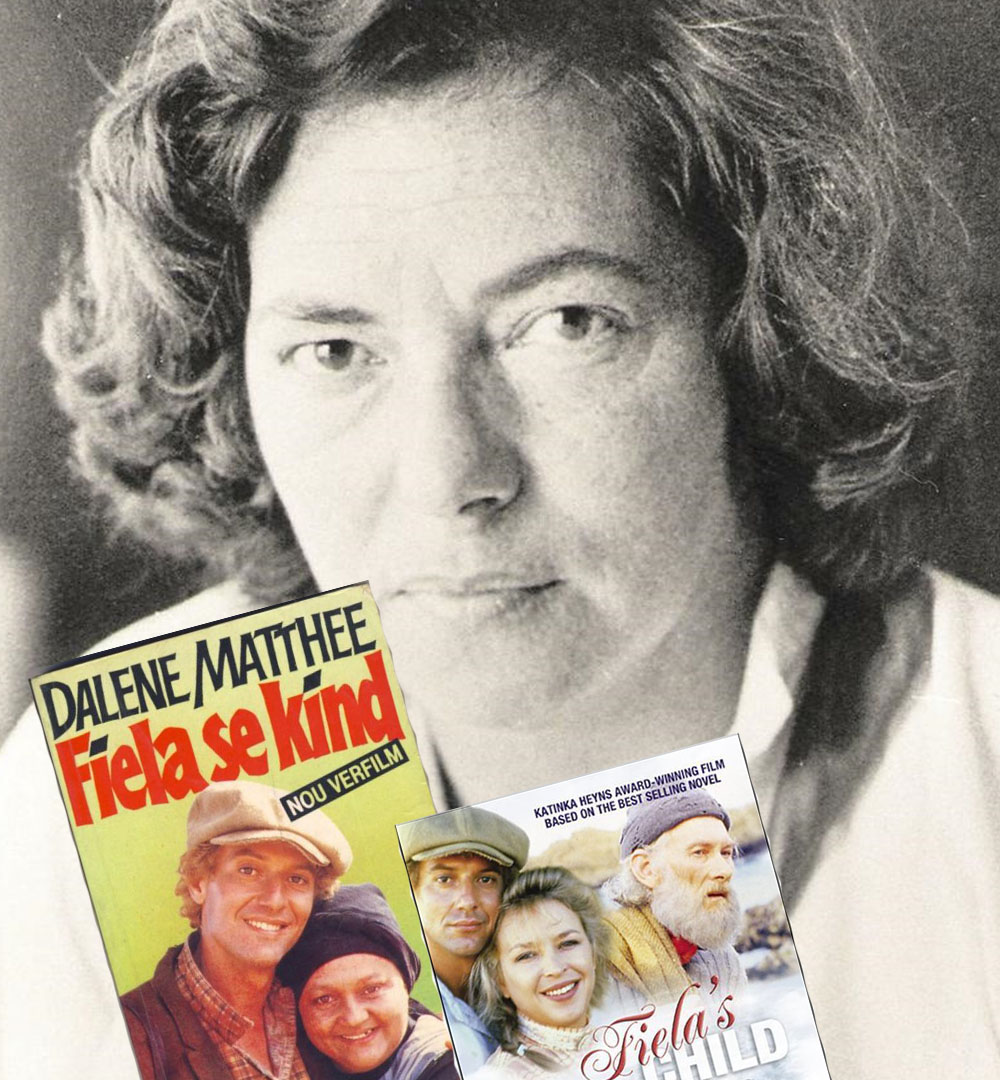 DALENE MATTHEE
Fiela se kind
NOU VERFILM
KATINKA HEYNS AWARD-WINNING FILM
BASED ON THE BEST SELLING NOVEL
Fiela's
CHILD